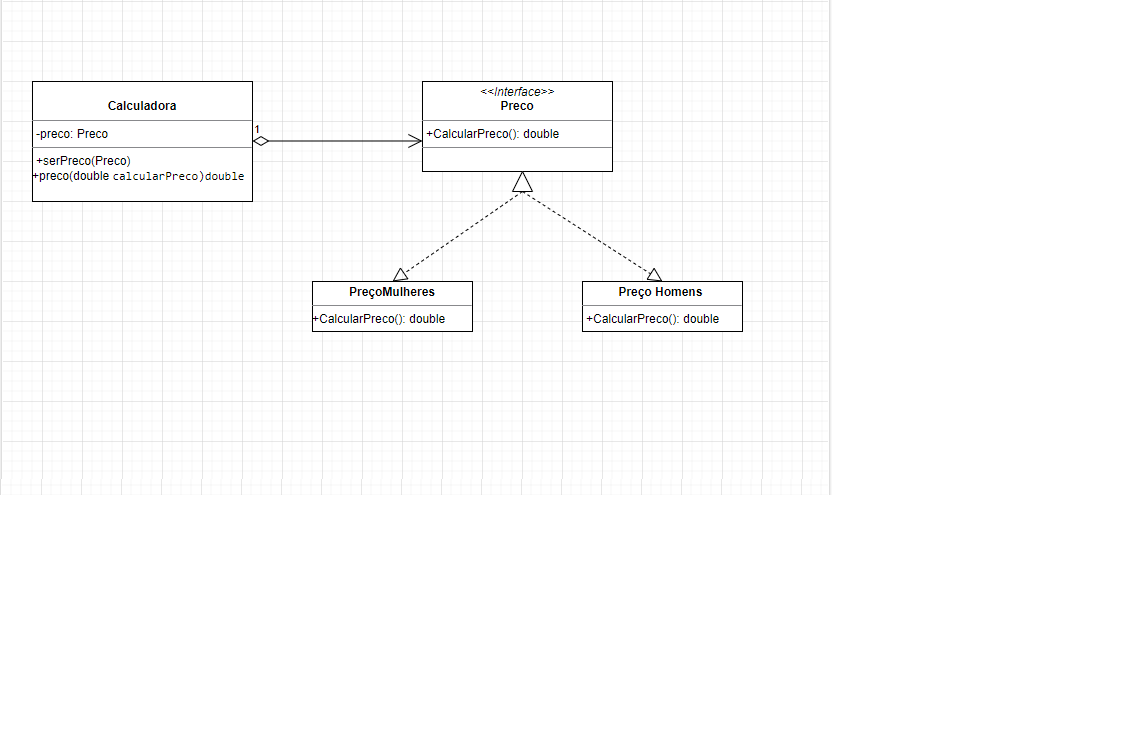 Calculadora
-preco: Preco
+serPreco(Preco)
+preco(double calcularPreco)double
1
<<Interface>>
Preco
+CalcularPreco(): double
PreçoMulheres
+CalcularPreco(): double
Preço Homens
+CalcularPreco(): double